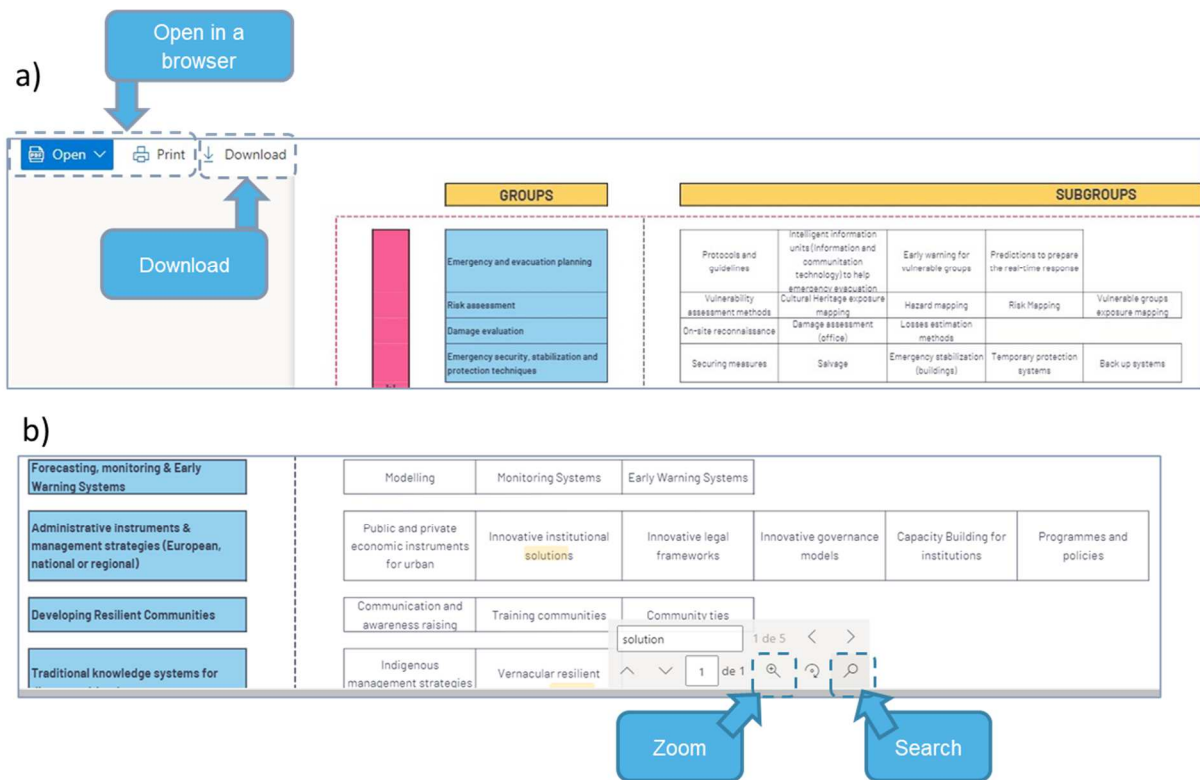 Open in a
browser
a)
Open
Print
Download
Download
GROUPS
SUBGROUPS
Emergency and evacuation planning
Protocols and
guidelines
Intelligent information
units (Information and
communitation
technology) to help
emergency evacuation
Early warning for
vulnerable groups
Predictions to prepare
the real-time response
Risk assessment
Vulnerability
assessment methods
Cultural Heritage exposure
mapping
Hazard mapping
Risk Mapping
Vulnerable groups
exposure mapping
Damage evaluation
On-site reconnaissance
Damage assessment
(office)
Losses estimation
methods
Emergency security, stabilization and
protection techniques
Securing measures
Salvage
Emergency stabilization
(buildings)
Temporary protection
systems
Back up systems
b)
Forecasting, monitoring & Early
Warning Systems
Modelling
Monitoring Systems
Early Warning Systems
Administrative instruments &
management strategies (European,
national or regional)
Public and private
economic instruments
for urban
Innovative institutional
solutions
Innovative legal
frameworks
Innovative governance
models
Capacity Building for
institutions
Programmes and
policies
Developing Resilient Communities
Communication and
awareness raising
Training communities
Community ties
Traditional knowledge systems for
Indigenous
management strategies
Vernacular resilient
solution
1 de 5
1 de 1
Zoom
Search